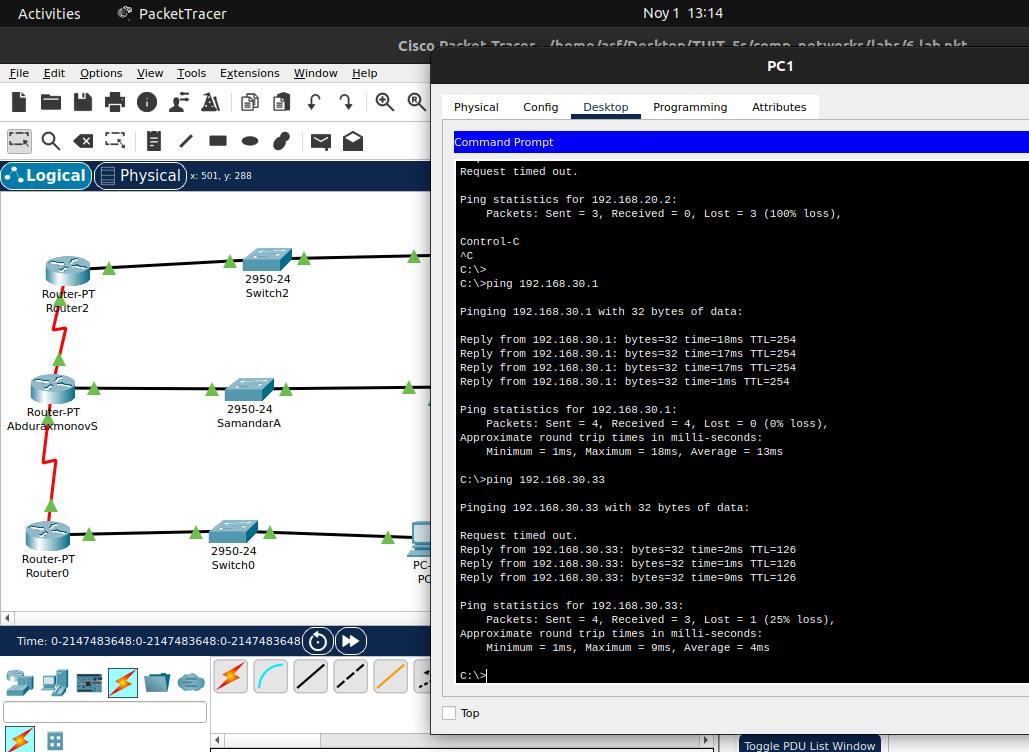 Activities PacketTracer Noy 1 13:14
Cisco Packet Tracer - /home/asf/Desktop/TUIT_5s/comp_networks/labs/6 lab.pkt
PC1
File Edit Options View Tools Extensions Window Help
Physical Config Desktop Programming Attributes
Command Prompt
Logical Physical x: 501, y: 288
Request timed out.
Ping statistics for 192.168.20.2:
Packets: Sent = 3, Received = 0, Lost = 3 (100% loss),
Control-C
^C
C:\>
C:\>ping 192.168.30.1
Pinging 192.168.30.1 with 32 bytes of data:
Reply from 192.168.30.1: bytes=32 time=18ms TTL=254
Reply from 192.168.30.1: bytes=32 time=17ms TTL=254
Reply from 192.168.30.1: bytes=32 time=17ms TTL=254
Reply from 192.168.30.1: bytes=32 time=1ms TTL=254
Ping statistics for 192.168.30.1:
Packets: Sent = 4, Received = 4, Lost = 0 (0% loss),
Approximate round trip times in milli-seconds:
Minimum = 1ms, Maximum = 18ms, Average = 13ms
C:\>ping 192.168.30.33
Pinging 192.168.30.33 with 32 bytes of data:
Request timed out.
Reply from 192.168.30.33: bytes=32 time=2ms TTL=126
Reply from 192.168.30.33: bytes=32 time=1ms TTL=126
Reply from 192.168.30.33: bytes=32 time=9ms TTL=126
Ping statistics for 192.168.30.33:
Packets: Sent = 4, Received = 3, Lost = 1 (25% loss),
Approximate round trip times in milli-seconds:
Minimum = 1ms, Maximum = 9ms, Average = 4ms
C:\>
Top
Router-PT
Router2
2950-24
Switch2
Router-PT
AbduraxmonovS
2950-24
SamandarA
Router-PT
Router0
2950-24
Switch0
PC-
PC
Time: 0-2147483648:0-2147483648:0-2147483648
Toggle PDU List Window